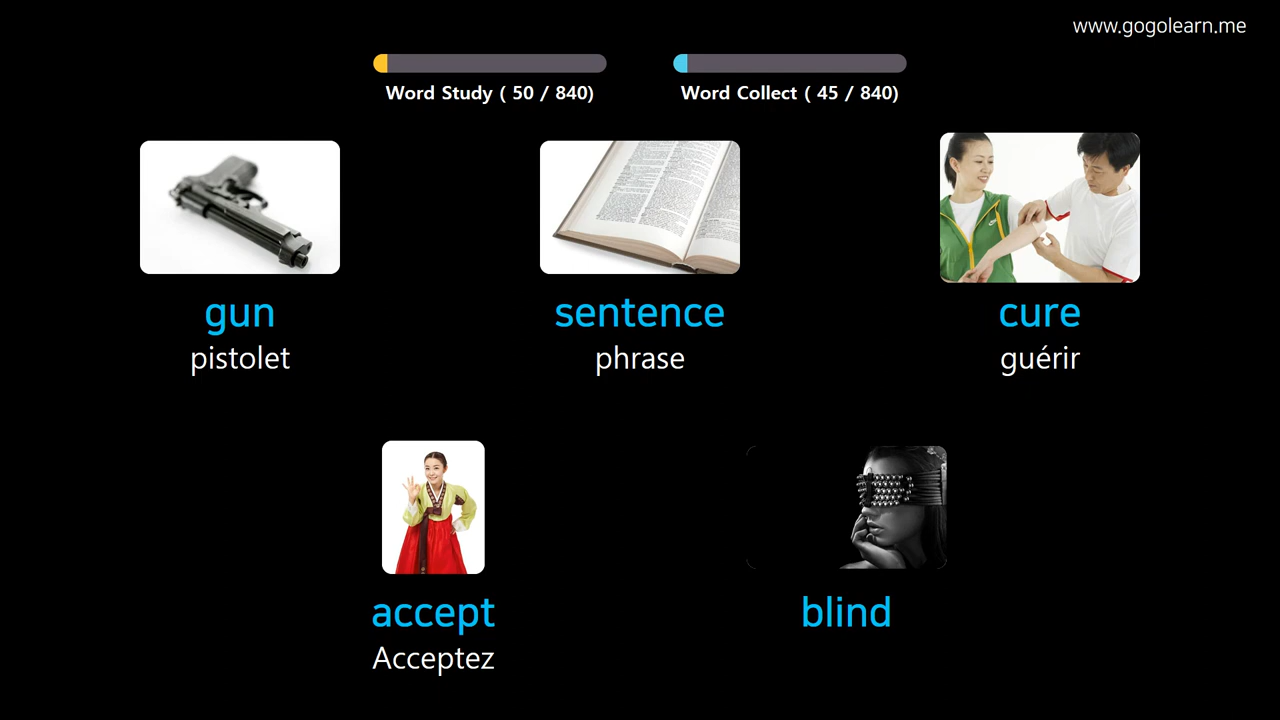 www.gogolearn.me
Word Study ( 50 / 840)
Word Collect ( 45 / 840)
gun
pistolet
sentence
phrase
cure
guérir
accept
Acceptez
blind